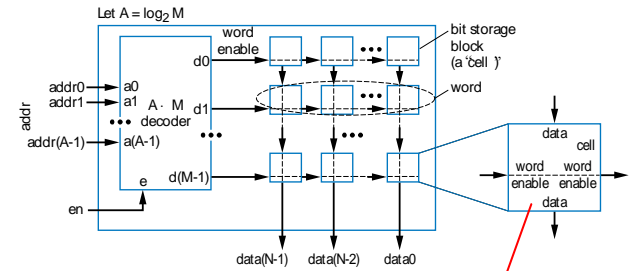 Let A = log2 M
word
enable
bit storage
block
(a ‘cell’)’
word
d0
addr0
addr1
addr(A-1)
addr
a0
a1
a(A-1)
A · M
decoder
d1
d(M-1)
e
en
data(N-1)
data(N-2)
data0
data
cell
word
enable
word
enable
data